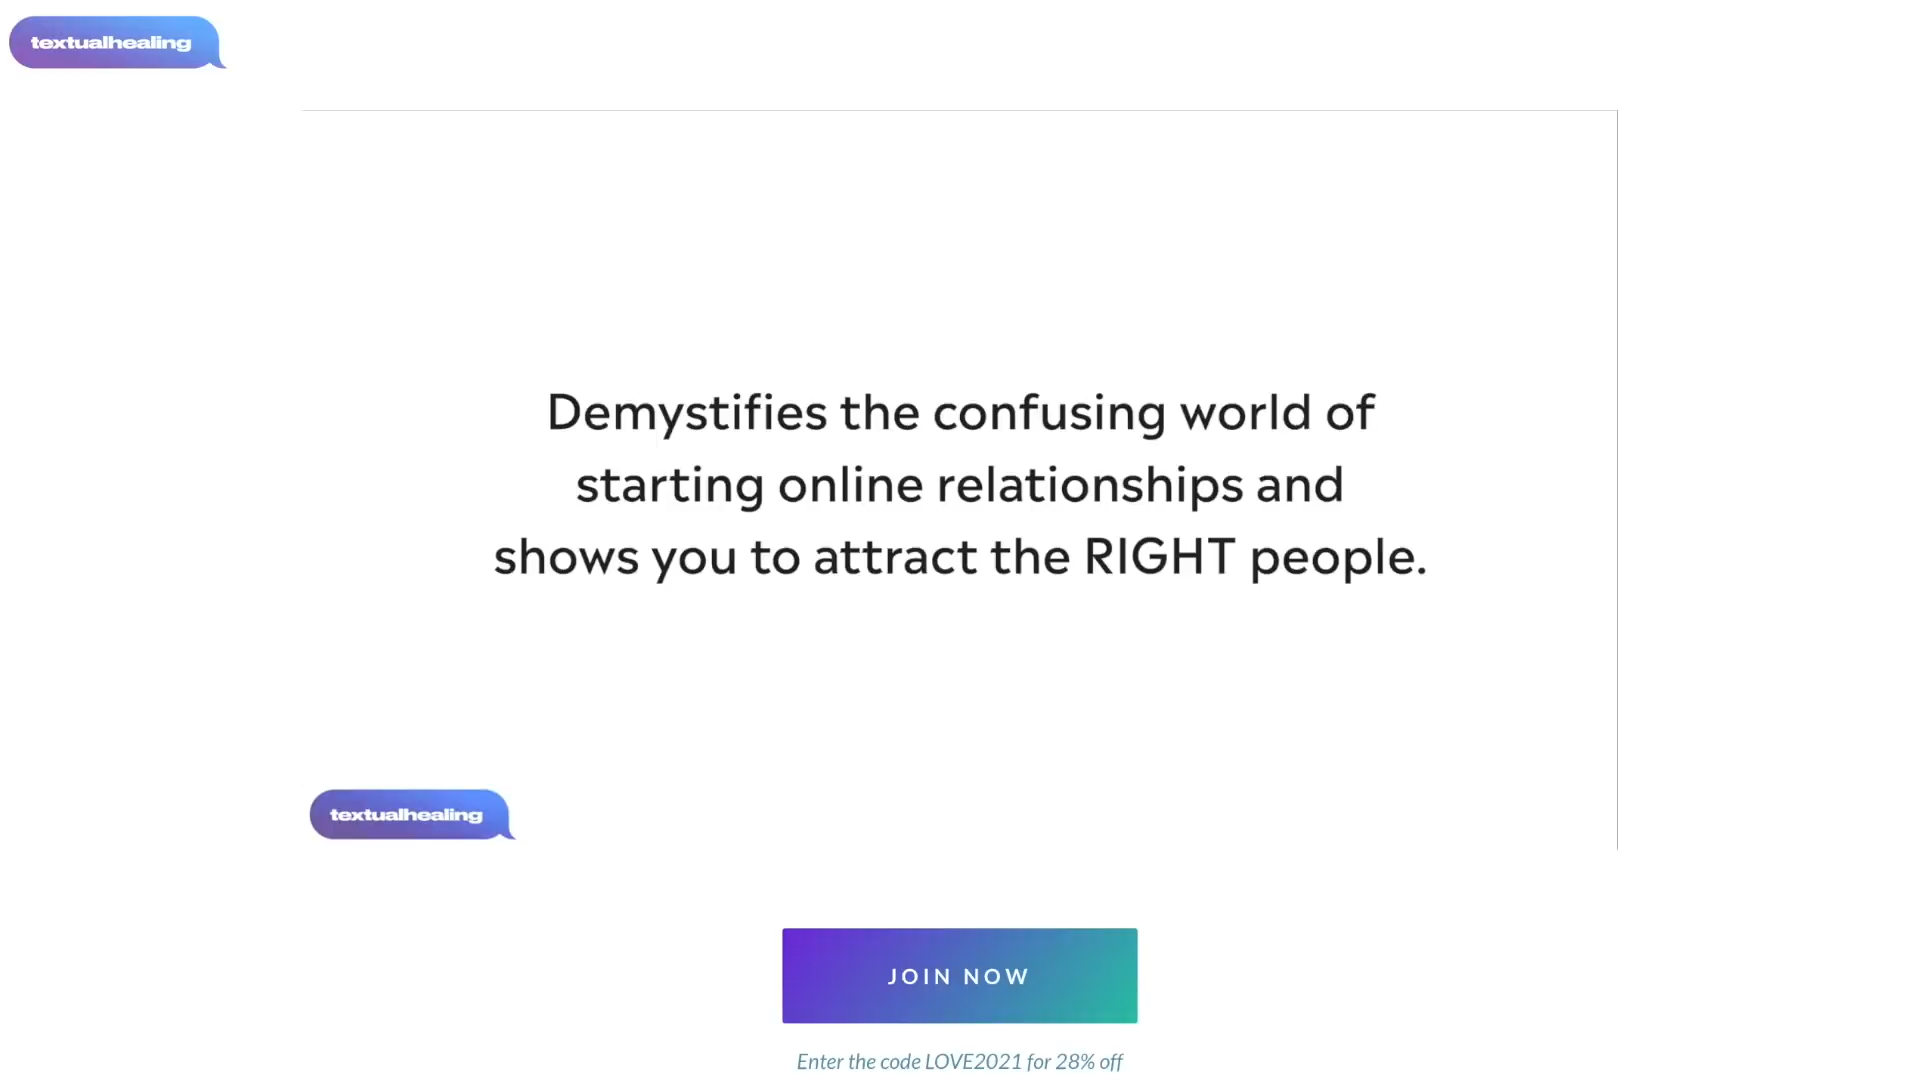 textualhealing
Demystifies the confusing world of
starting online relationships and
shows you to attract the RIGHT people.
textualhealing
JOIN NOW
Enter the code LOVE2021 for 28% off